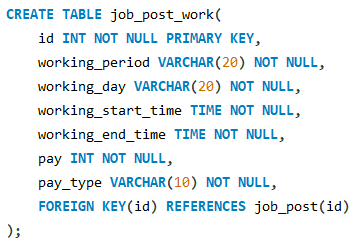 CREATE TABLE job_post_work(
    id INT NOT NULL PRIMARY KEY,
    working_period VARCHAR(20) NOT NULL,
    working_day VARCHAR(20) NOT NULL,
    working_start_time TIME NOT NULL,
    working_end_time TIME NOT NULL,
    pay INT NOT NULL,
    pay_type VARCHAR(10) NOT NULL,
    FOREIGN KEY(id) REFERENCES job_post(id)
);